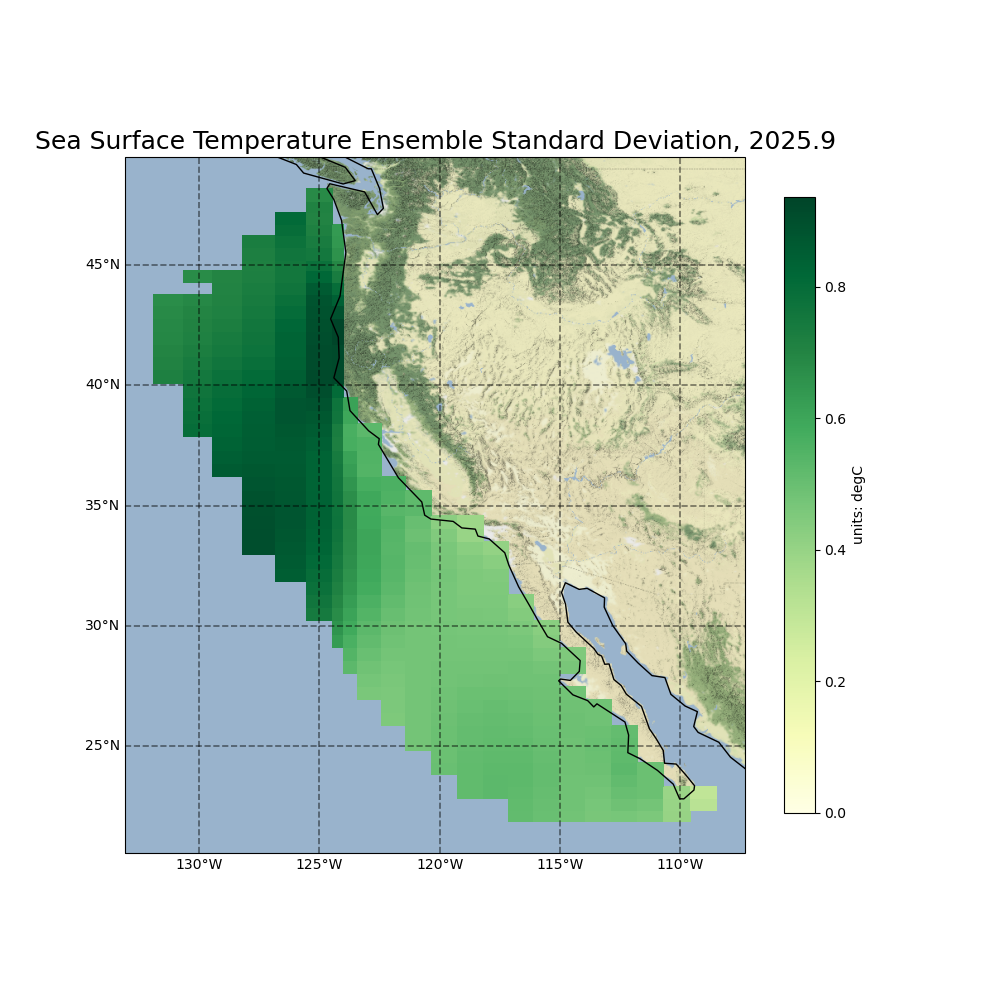 Sea Surface Temperature Ensemble Standard Deviation, 2025.9
45°N
40°N
35°N
30°N
25°N
130°W 125°W 120°W 115°W 110°W
0.8
0.6
0.4
0.2
0.0
units: degC